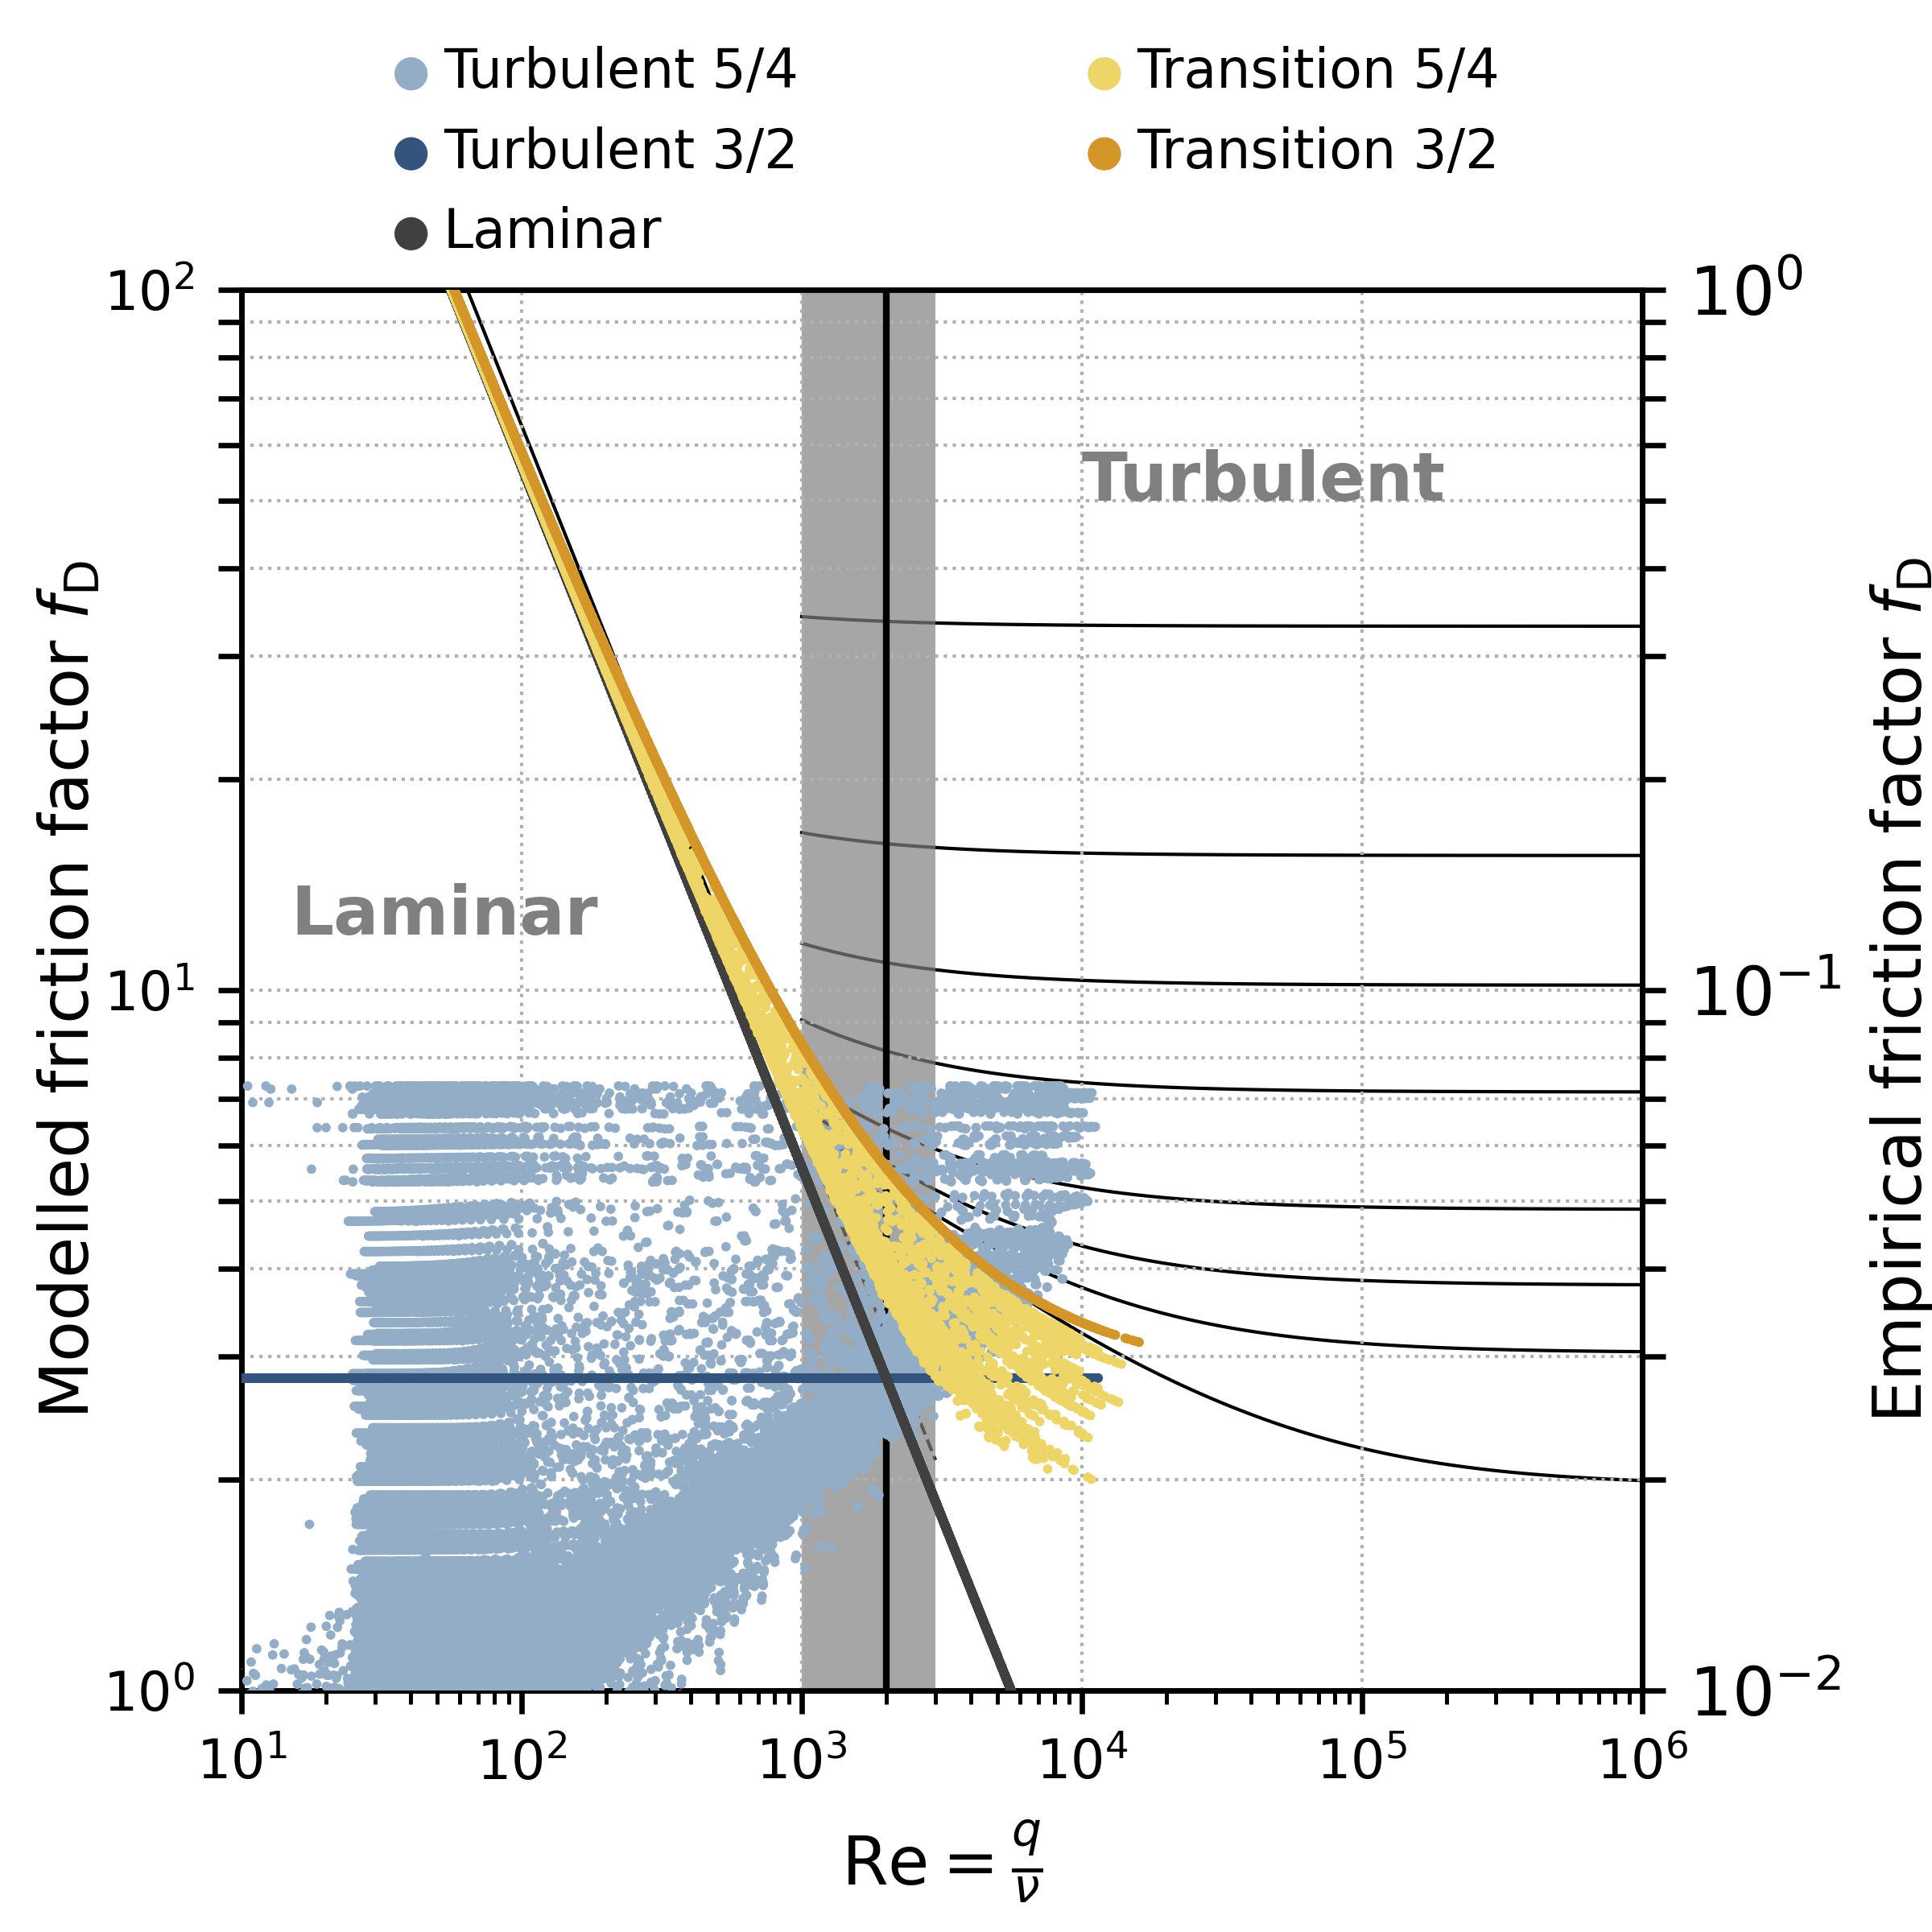 Turbulent 5/4
Turbulent 3/2
Laminar
Transition 5/4
Transition 3/2
10²
10¹
10⁰
Modelled friction factor f_D
Turbulent
Laminar
10⁰
10⁻¹
10⁻²
Empirical friction factor f_D
10¹ 10² 10³ 10⁴ 10⁵ 10⁶
Re = q/ν